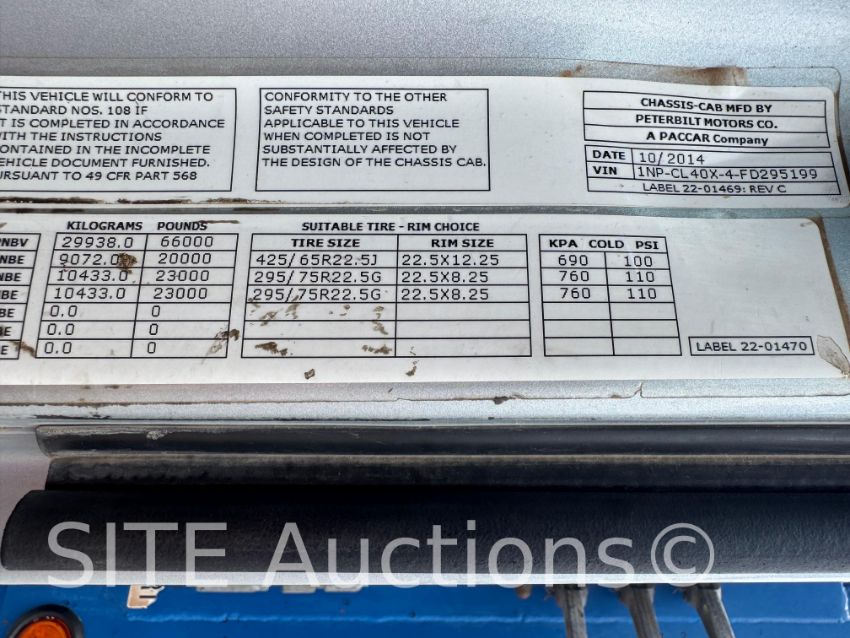 THIS VEHICLE WILL CONFORM TO
STANDARD NOS. 108 IF
IT IS COMPLETED IN ACCORDANCE
WITH THE INSTRUCTIONS
CONTAINED IN THE INCOMPLETE
VEHICLE DOCUMENT FURNISHED.
PURSUANT TO 49 CFR PART 568
CONFORMITY TO THE OTHER
SAFETY STANDARDS
APPLICABLE TO THIS VEHICLE
WHEN COMPLETED IS NOT
SUBSTANTIALLY AFFECTED BY
THE DESIGN OF THE CHASSIS CAB.
CHASSIS-CAB MFD BY
PETERBILT MOTORS CO.
A PACCAR Company
DATE 10/2014
VIN 1NP-CL40X-4-FD295199
LABEL 22-01469: REV C
KILOGRAMS POUNDS SUITABLE TIRE - RIM CHOICE
TIRE SIZE RIM SIZE KPA COLD PSI
NBV 29938.0 66000
NBE 9072.0 20000 425/65R22.5J 22.5X12.25 690 100
NBE 10433.0 23000 295/75R22.5G 22.5X8.25 760 110
NBE 10433.0 23000 295/75R22.5G 22.5X8.25 760 110
BE 0.0 0
BE 0.0 0
E 0.0 0
LABEL 22-01470
SITE Auctions©